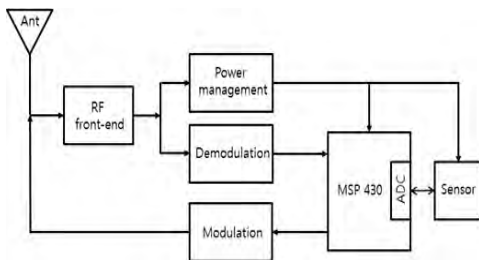 Ant
RF
front-end
Power
management
Demodulation
MSP 430
ADC
Sensor
Modulation